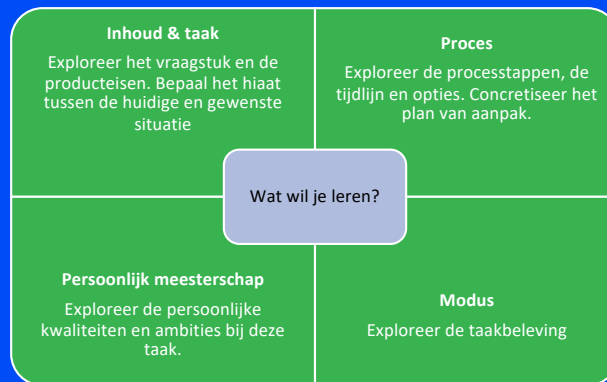 Inhoud & taak
Exploreer het vraagstuk en de
producteisen. Bepaal het hiaat
tussen de huidige en gewenste
situatie
Proces
Exploreer de processtappen, de
tijdlijn en opties. Concretiseer het
plan van aanpak.
Wat wil je leren?
Persoonlijk meesterschap
Exploreer de persoonlijke
kwaliteiten en ambities bij deze
taak.
Modus
Exploreer de taakbeleving